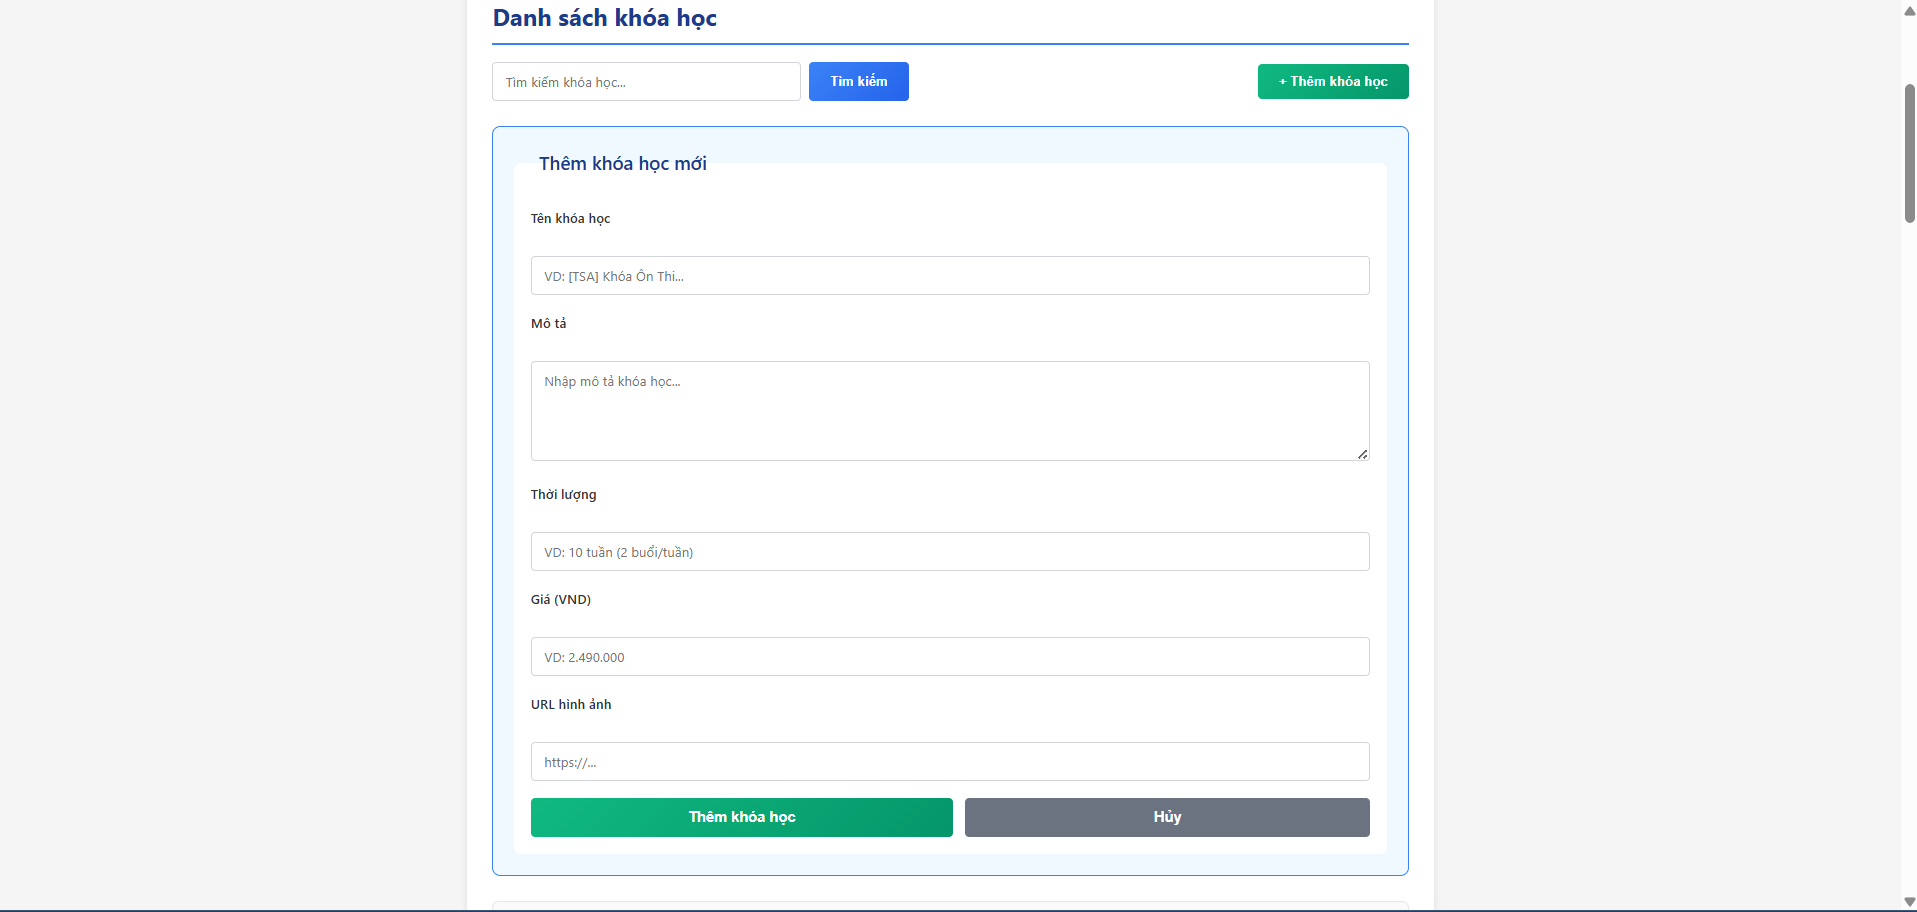 Danh sách khóa học
Tìm kiếm khóa học...
Tìm kiếm
+ Thêm khóa học
Thêm khóa học mới
Tên khóa học
VD: [TSA] Khóa Ôn Thi...
Mô tả
Nhập mô tả khóa học...
Thời lượng
VD: 10 tuần (2 buổi/tuần)
Giá (VND)
VD: 2.490.000
URL hình ảnh
https://...
Thêm khóa học
Hủy